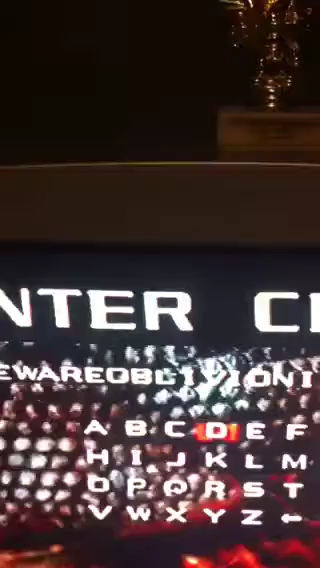 NTER C
EWAREOBLIVIONI
A B C D E F
H I J K L M
O P Q R S T
V W X Y Z ←